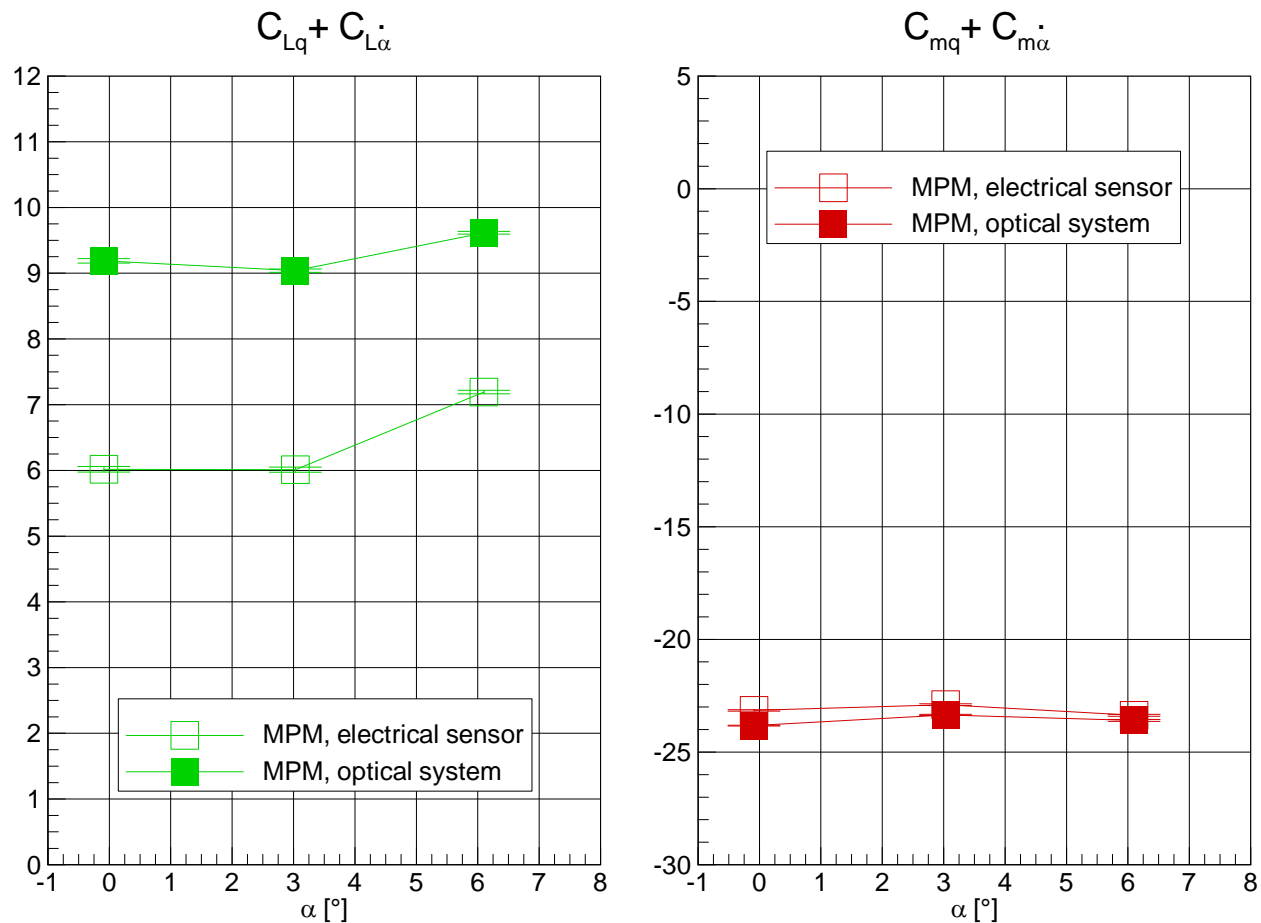 C_Lq + C_Lα̇
12
11
10
9
8
7
6
5
4
3
2
1
0
MPM, electrical sensor
MPM, optical system
-1 0 1 2 3 4 5 6 7 8
α [°]
C_mq + C_mα̇
5
0
-5
-10
-15
-20
-25
-30
MPM, electrical sensor
MPM, optical system
-1 0 1 2 3 4 5 6 7 8
α [°]